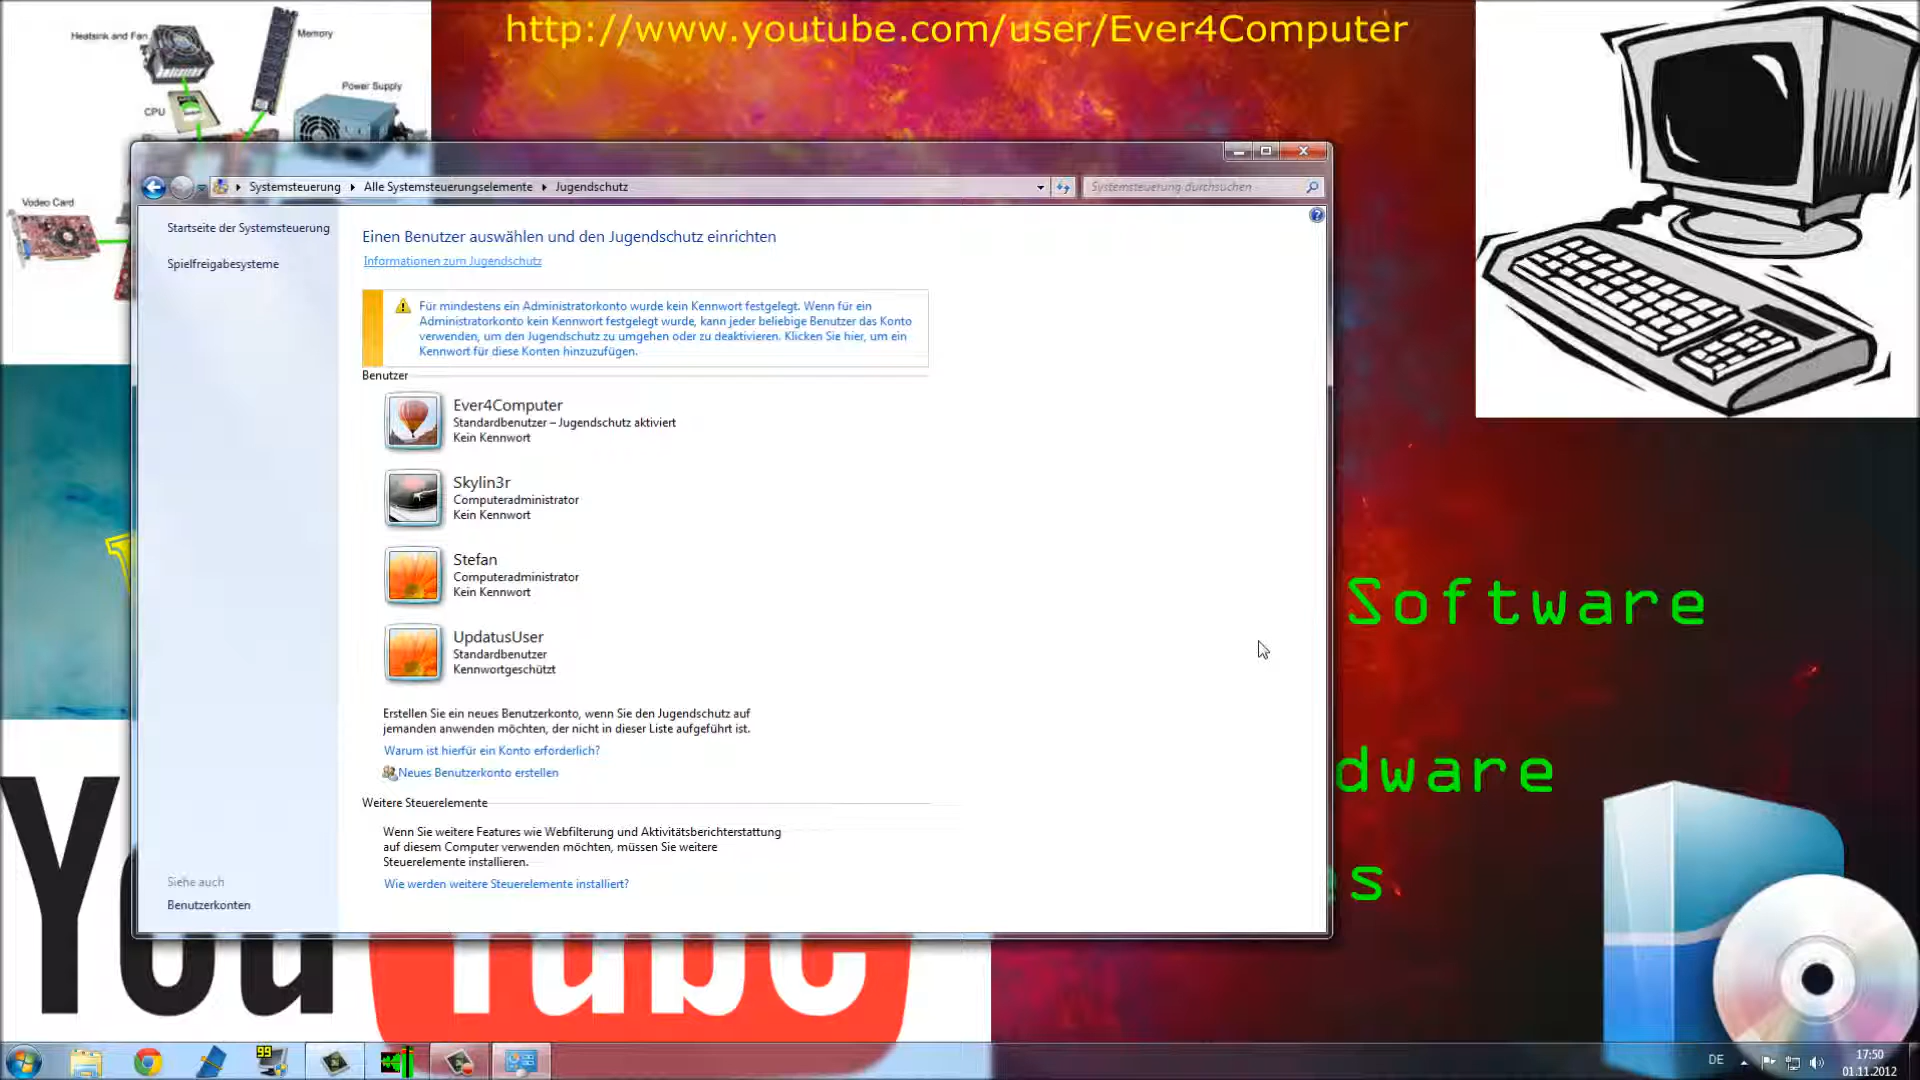 http://www.youtube.com/user/Ever4Computer
Heatsink and Fan
Memory
Power Supply
CPU
Vodeo Card
Systemsteuerung
Alle Systemsteuerungselemente
Jugendschutz
Systemsteuerung durchsuchen
Startseite der Systemsteuerung
Spielfreigabesysteme
Einen Benutzer auswählen und den Jugendschutz einrichten
Informationen zum Jugendschutz
Für mindestens ein Administratorkonto wurde kein Kennwort festgelegt. Wenn für ein
Administratorkonto kein Kennwort festgelegt wurde, kann jeder beliebige Benutzer das Konto
verwenden, um den Jugendschutz zu umgehen oder zu deaktivieren. Klicken Sie hier, um ein
Kennwort für diese Konten hinzuzufügen.
Benutzer
Ever4Computer
Standardbenutzer – Jugendschutz aktiviert
Kein Kennwort
Skylin3r
Computeradministrator
Kein Kennwort
Stefan
Computeradministrator
Kein Kennwort
UpdatusUser
Standardbenutzer
Kennwortgeschützt
Erstellen Sie ein neues Benutzerkonto, wenn Sie den Jugendschutz auf
jemanden anwenden möchten, der nicht in dieser Liste aufgeführt ist.
Warum ist hierfür ein Konto erforderlich?
Neues Benutzerkonto erstellen
Weitere Steuerelemente
Wenn Sie weitere Features wie Webfilterung und Aktivitätsberichterstattung
auf diesem Computer verwenden möchten, müssen Sie weitere
Steuerelemente installieren.
Wie werden weitere Steuerelemente installiert?
Siehe auch
Benutzerkonten
Software
dware
s
YouTube
99
DE
17:50
01.11.2012